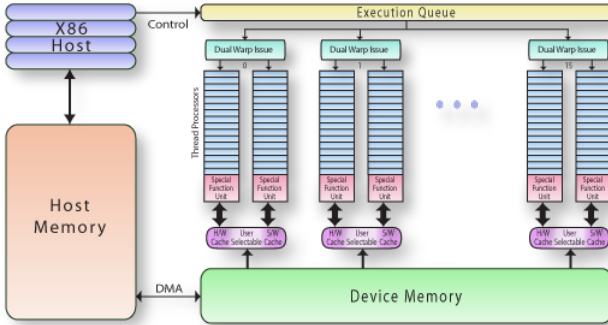 X86
Host
Control
Execution Queue
Dual Warp Issue
Dual Warp Issue
Dual Warp Issue
0
1
15
Thread Processors
Special
Function
Unit
Special
Function
Unit
Special
Function
Unit
Special
Function
Unit
Special
Function
Unit
Special
Function
Unit
H/W User S/W
Cache Selectable Cache
H/W User S/W
Cache Selectable Cache
H/W User S/W
Cache Selectable Cache
Host
Memory
DMA
Device Memory